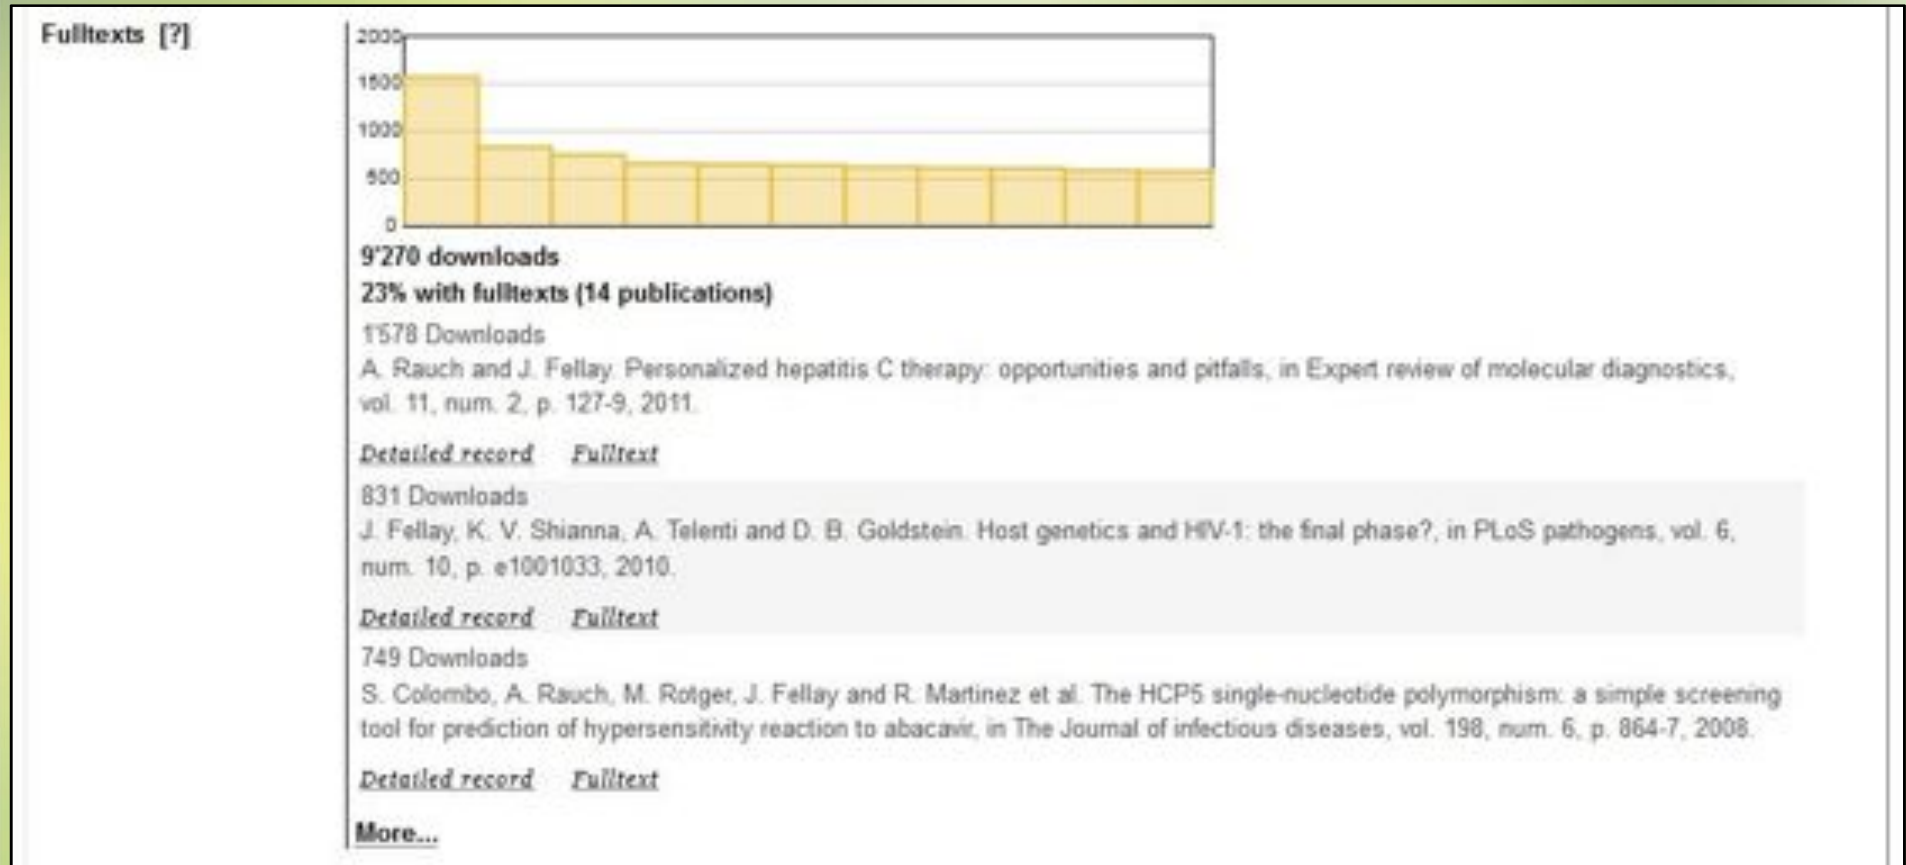 Fulltexts [?]
2000
1500
1000
500
0
9'270 downloads
23% with fulltexts (14 publications)
1'578 Downloads
A. Rauch and J. Fellay. Personalized hepatitis C therapy: opportunities and pitfalls, in Expert review of molecular diagnostics,
vol. 11, num. 2, p. 127-9, 2011.
Detailed record Fulltext
831 Downloads
J. Fellay, K. V. Shianna, A. Telenti and D. B. Goldstein. Host genetics and HIV-1: the final phase?, in PLoS pathogens, vol. 6,
num. 10, p. e1001033, 2010.
Detailed record Fulltext
749 Downloads
S. Colombo, A. Rauch, M. Rotger, J. Fellay and R. Martinez et al. The HCP5 single-nucleotide polymorphism: a simple screening
tool for prediction of hypersensitivity reaction to abacavir, in The Journal of infectious diseases, vol. 198, num. 6, p. 864-7, 2008.
Detailed record Fulltext
More...